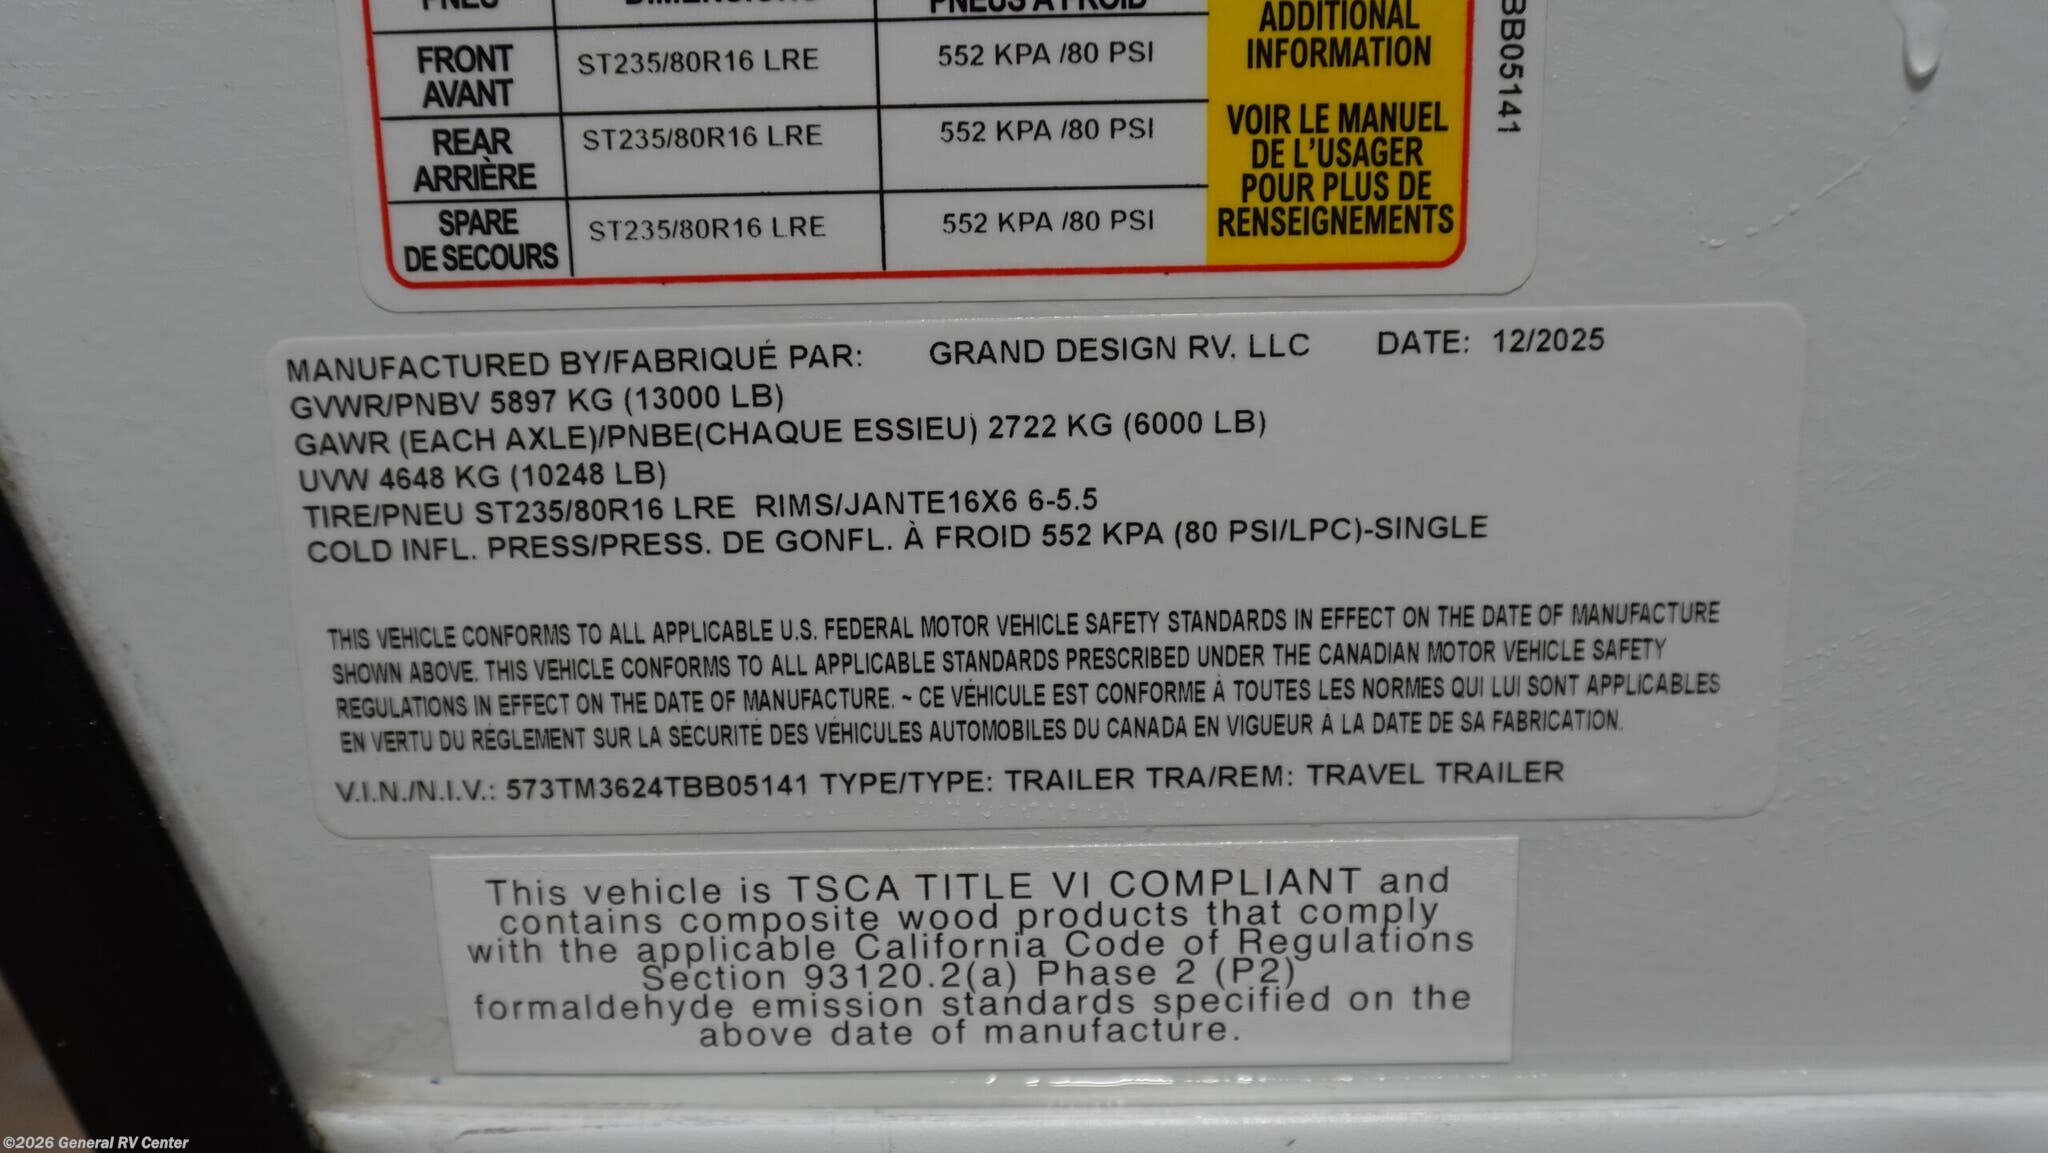 PNEU DIMENSIONS PNEUS À FROID
ADDITIONAL
INFORMATION
FRONT
AVANT
ST235/80R16 LRE 552 KPA /80 PSI
REAR
ARRIÈRE
ST235/80R16 LRE 552 KPA /80 PSI
SPARE
DE SECOURS
ST235/80R16 LRE 552 KPA /80 PSI
VOIR LE MANUEL
DE L'USAGER
POUR PLUS DE
RENSEIGNEMENTS
BB05141
MANUFACTURED BY/FABRIQUÉ PAR: GRAND DESIGN RV, LLC DATE: 12/2025
GVWR/PNBV 5897 KG (13000 LB)
GAWR (EACH AXLE)/PNBE(CHAQUE ESSIEU) 2722 KG (6000 LB)
UVW 4648 KG (10248 LB)
TIRE/PNEU ST235/80R16 LRE RIMS/JANTE16X6 6-5.5
COLD INFL. PRESS/PRESS. DE GONFL. À FROID 552 KPA (80 PSI/LPC)-SINGLE
THIS VEHICLE CONFORMS TO ALL APPLICABLE U.S. FEDERAL MOTOR VEHICLE SAFETY STANDARDS IN EFFECT ON THE DATE OF MANUFACTURE
SHOWN ABOVE. THIS VEHICLE CONFORMS TO ALL APPLICABLE STANDARDS PRESCRIBED UNDER THE CANADIAN MOTOR VEHICLE SAFETY
REGULATIONS IN EFFECT ON THE DATE OF MANUFACTURE. ~ CE VÉHICULE EST CONFORME À TOUTES LES NORMES QUI LUI SONT APPLICABLES
EN VERTU DU RÈGLEMENT SUR LA SÉCURITÉ DES VÉHICULES AUTOMOBILES DU CANADA EN VIGUEUR À LA DATE DE SA FABRICATION.
V.I.N./N.I.V.: 573TM3624TBB05141 TYPE/TYPE: TRAILER TRA/REM: TRAVEL TRAILER
This vehicle is TSCA TITLE VI COMPLIANT and
contains composite wood products that comply
with the applicable California Code of Regulations
Section 93120.2(a) Phase 2 (P2)
formaldehyde emission standards specified on the
above date of manufacture.
©2026 General RV Center